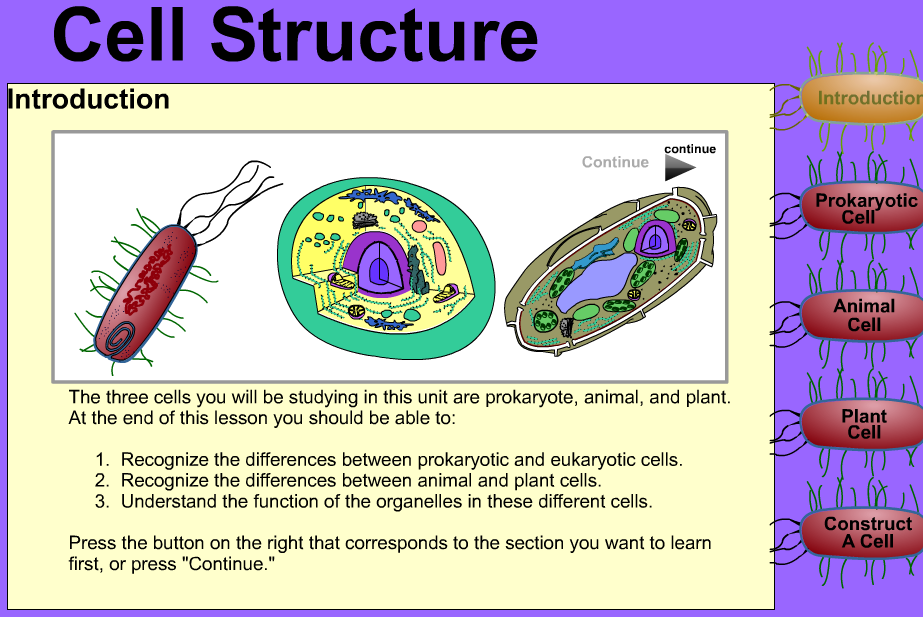 Cell Structure
Introduction
Continue
continue
The three cells you will be studying in this unit are prokaryote, animal, and plant.
At the end of this lesson you should be able to:
1. Recognize the differences between prokaryotic and eukaryotic cells.
2. Recognize the differences between animal and plant cells.
3. Understand the function of the organelles in these different cells.
Press the button on the right that corresponds to the section you want to learn
first, or press "Continue."
Introduction
Prokaryotic
Cell
Animal
Cell
Plant
Cell
Construct
A Cell